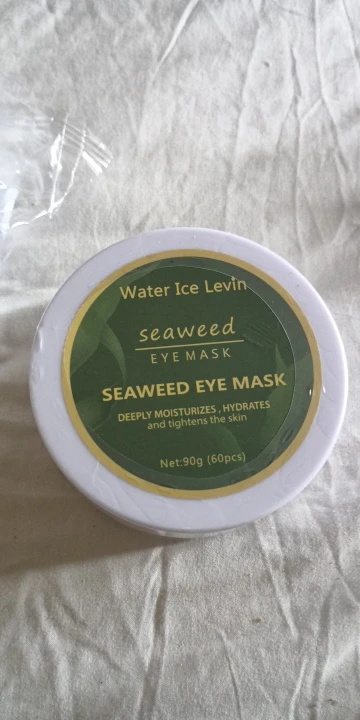 Water Ice Levin
seaweed
EYE MASK
SEAWEED EYE MASK
DEEPLY MOISTURIZES , HYDRATES
and tightens the skin
Net:90g (60pcs)